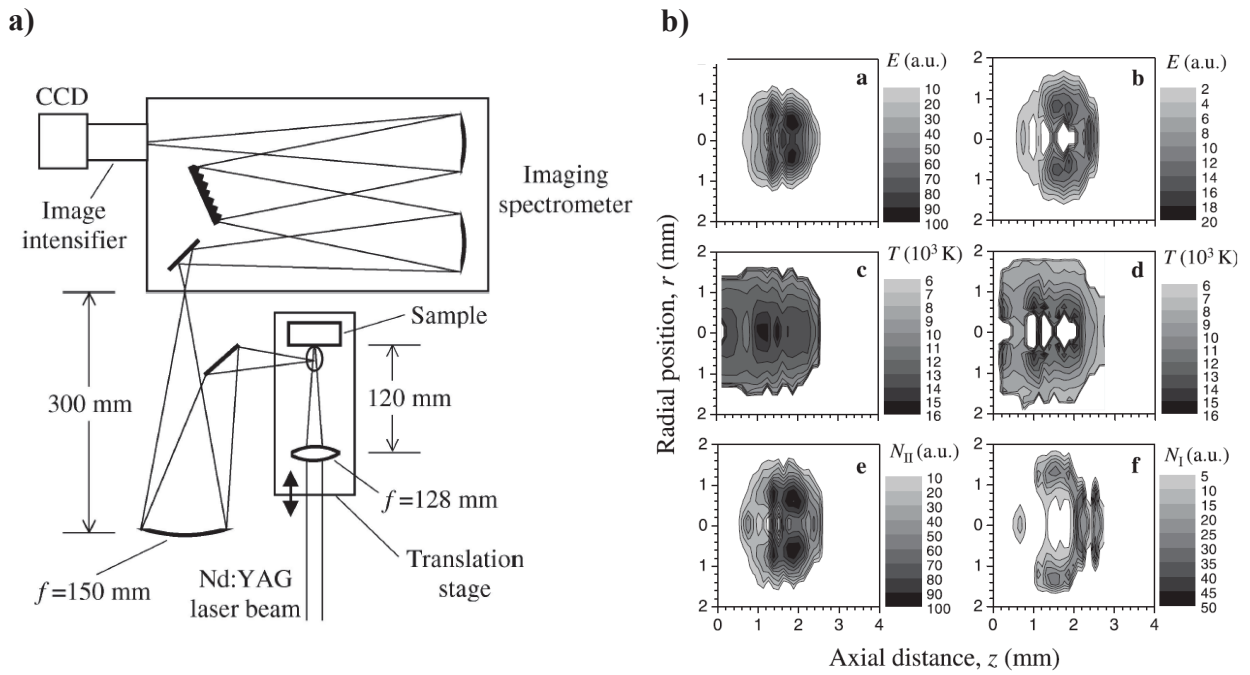 a)
CCD
Image
intensifier
Imaging
spectrometer
Sample
300 mm
120 mm
f=128 mm
f=150 mm
Nd:YAG
laser beam
Translation
stage
b)
Radial position, r (mm)
Axial distance, z (mm)
a
E (a.u.)
10
20
30
40
50
60
70
80
90
100
2
1
0
1
2
b
E (a.u.)
2
4
6
8
10
12
14
16
18
20
2
1
0
1
2
c
T (10³ K)
6
7
8
9
10
11
12
13
14
15
16
2
1
0
1
2
d
T (10³ K)
6
7
8
9
10
11
12
13
14
15
16
2
1
0
1
2
e
N_II (a.u.)
10
20
30
40
50
60
70
80
90
100
2
1
0
1
2
0 1 2 3 4
f
N_I (a.u.)
5
10
15
20
25
30
35
40
45
50
2
1
0
1
2
0 1 2 3 4